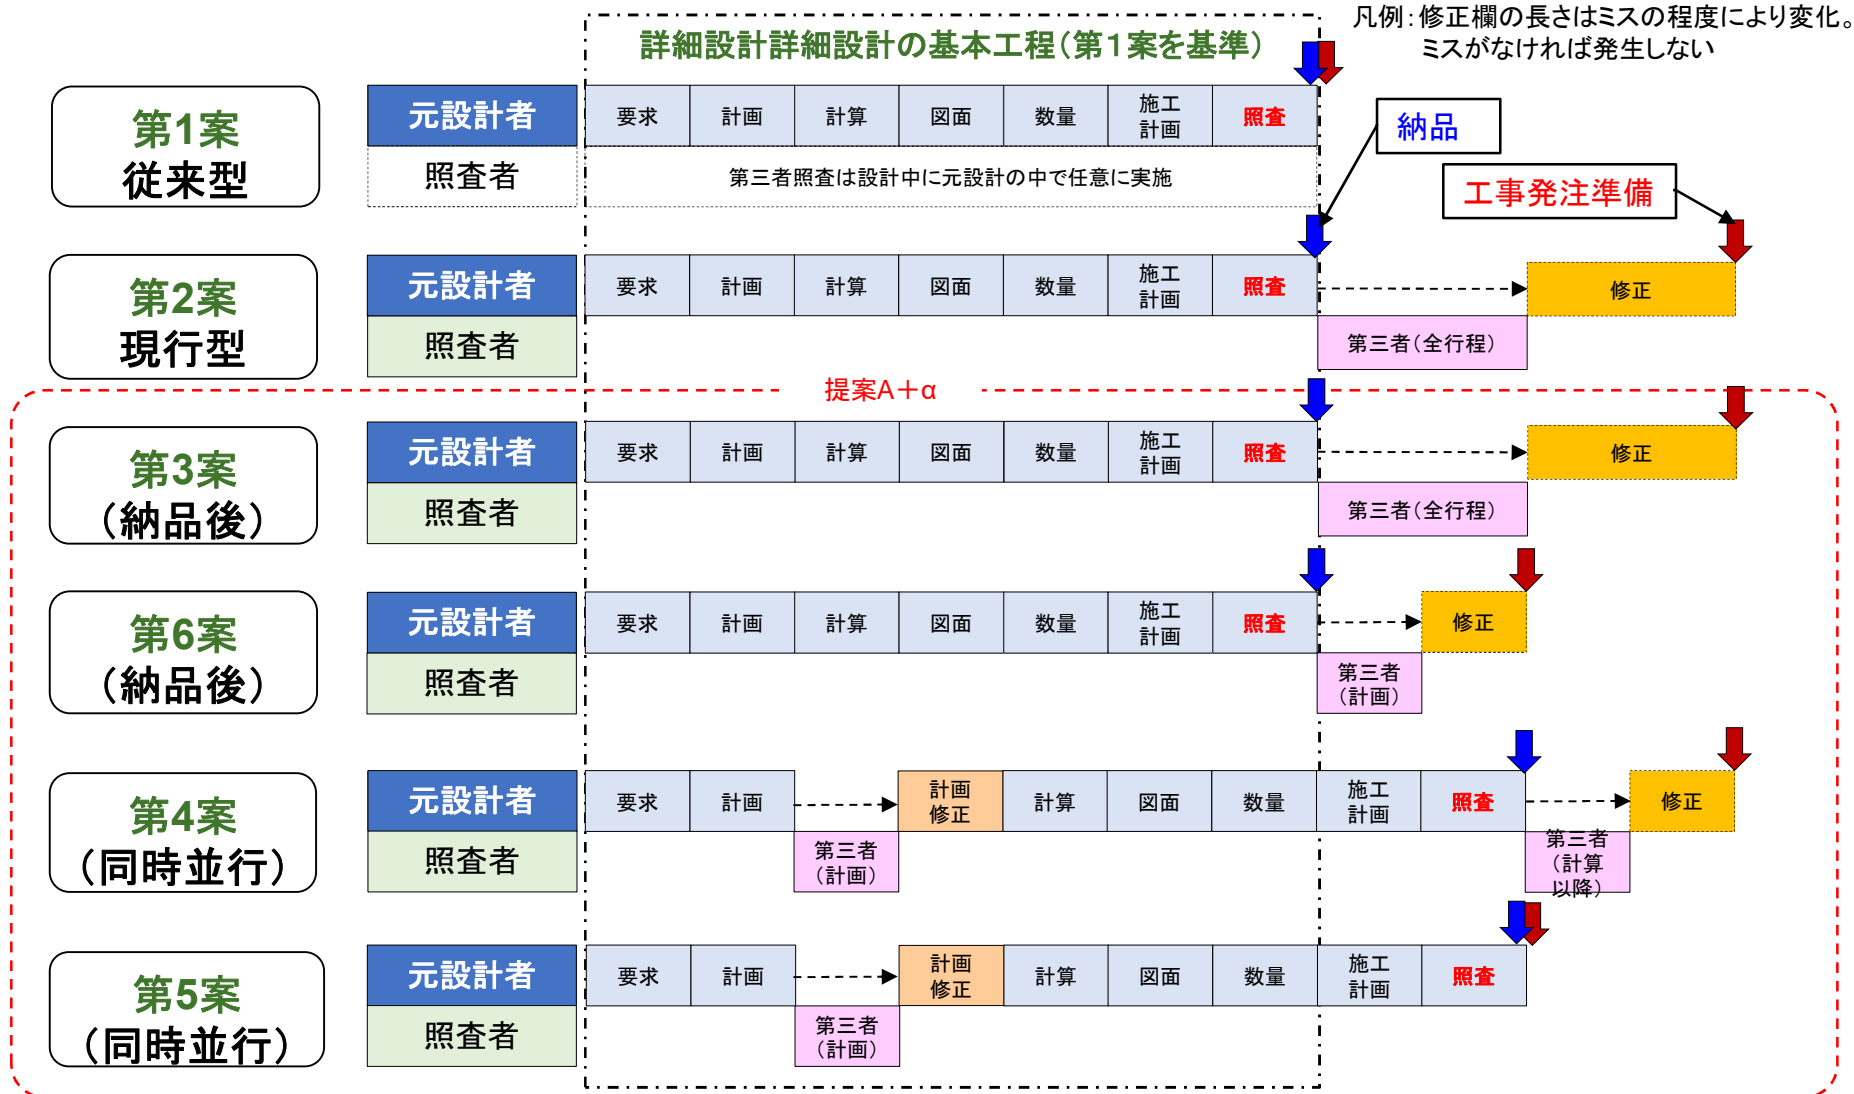 凡例：修正欄の長さはミスの程度により変化。
ミスがなければ発生しない
詳細設計詳細設計の基本工程（第1案を基準）
第1案
従来型
元設計者
要求
計画
計算
図面
数量
施工
計画
照査
照査者
第三者照査は設計中に元設計の中で任意に実施
納品
工事発注準備
第2案
現行型
元設計者
要求
計画
計算
図面
数量
施工
計画
照査
修正
照査者
第三者（全行程）
提案A＋α
第3案
（納品後）
元設計者
要求
計画
計算
図面
数量
施工
計画
照査
修正
照査者
第三者（全行程）
第6案
（納品後）
元設計者
要求
計画
計算
図面
数量
施工
計画
照査
修正
照査者
第三者
（計画）
第4案
（同時並行）
元設計者
要求
計画
計画
修正
計算
図面
数量
施工
計画
照査
修正
照査者
第三者
（計画）
第三者
（計算
以降）
第5案
（同時並行）
元設計者
要求
計画
計画
修正
計算
図面
数量
施工
計画
照査
照査者
第三者
（計画）